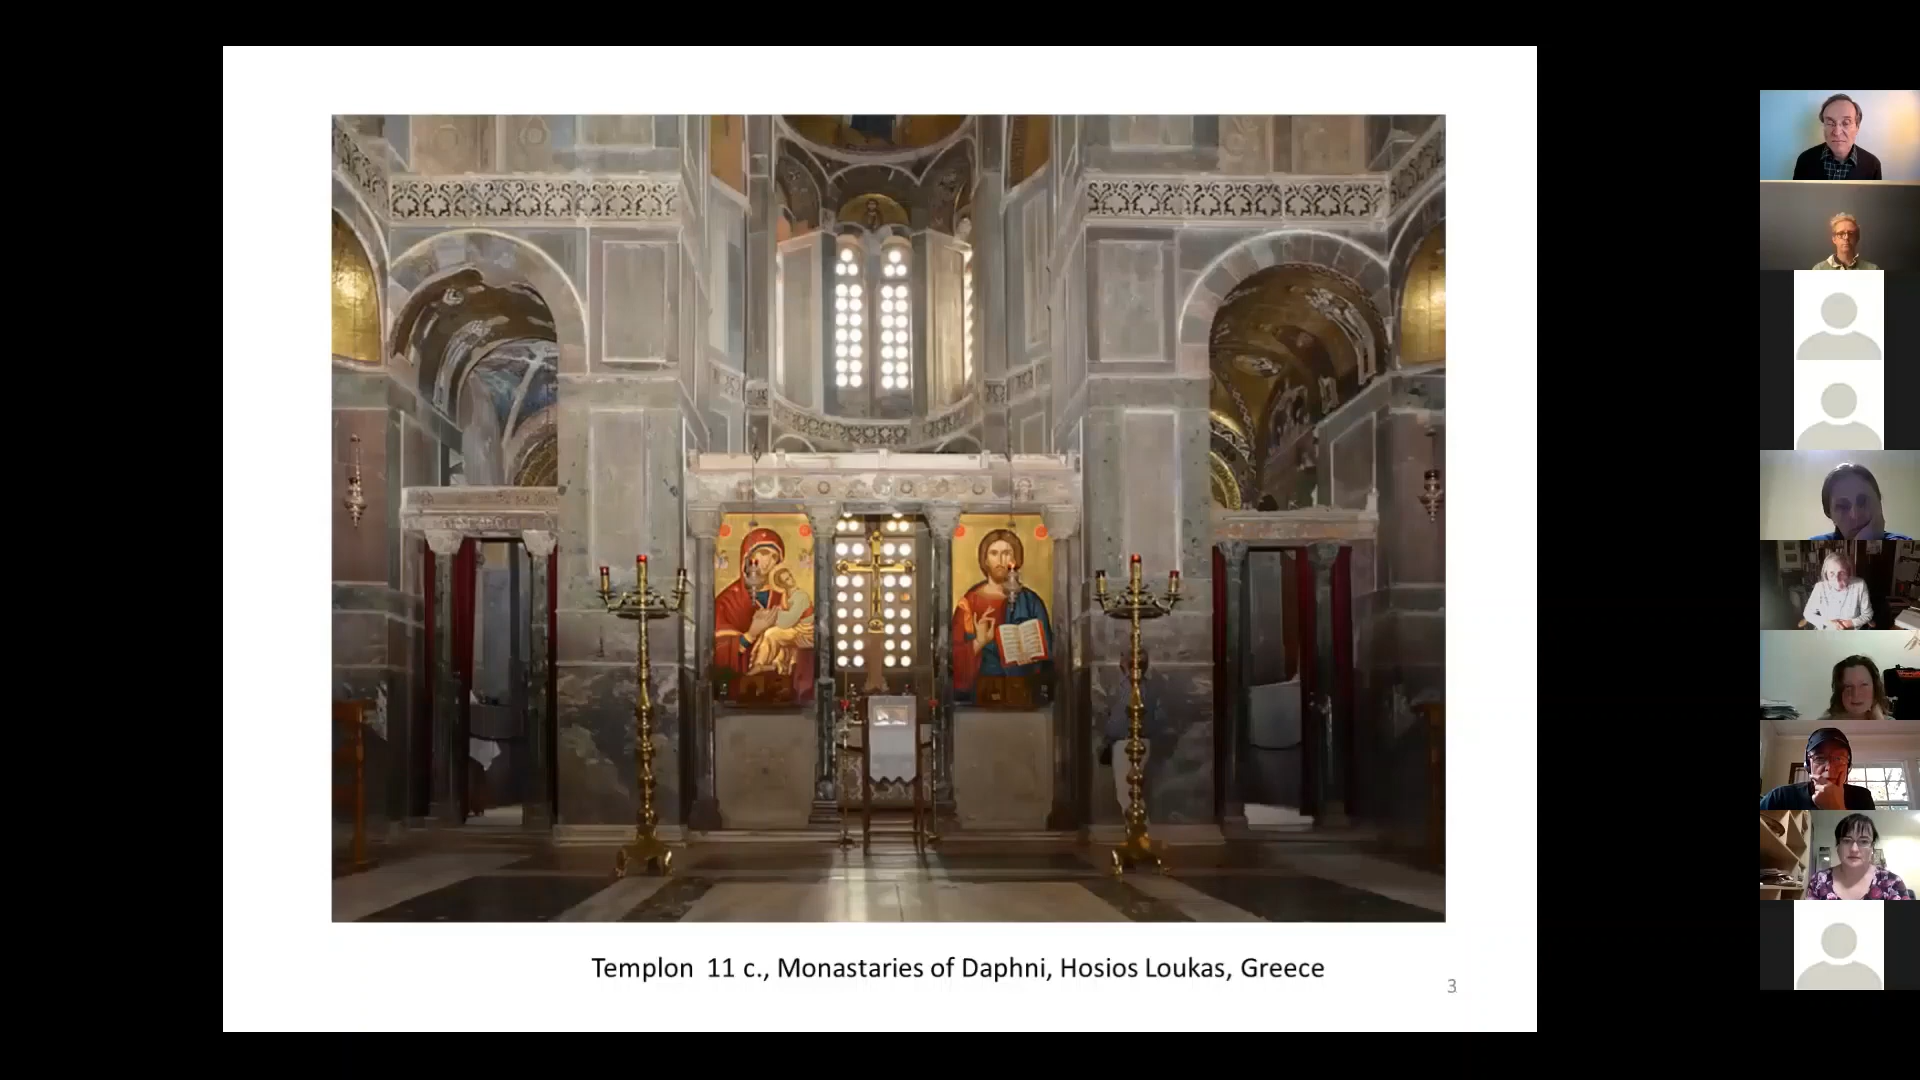 Templon 11 c., Monastaries of Daphni, Hosios Loukas, Greece
3